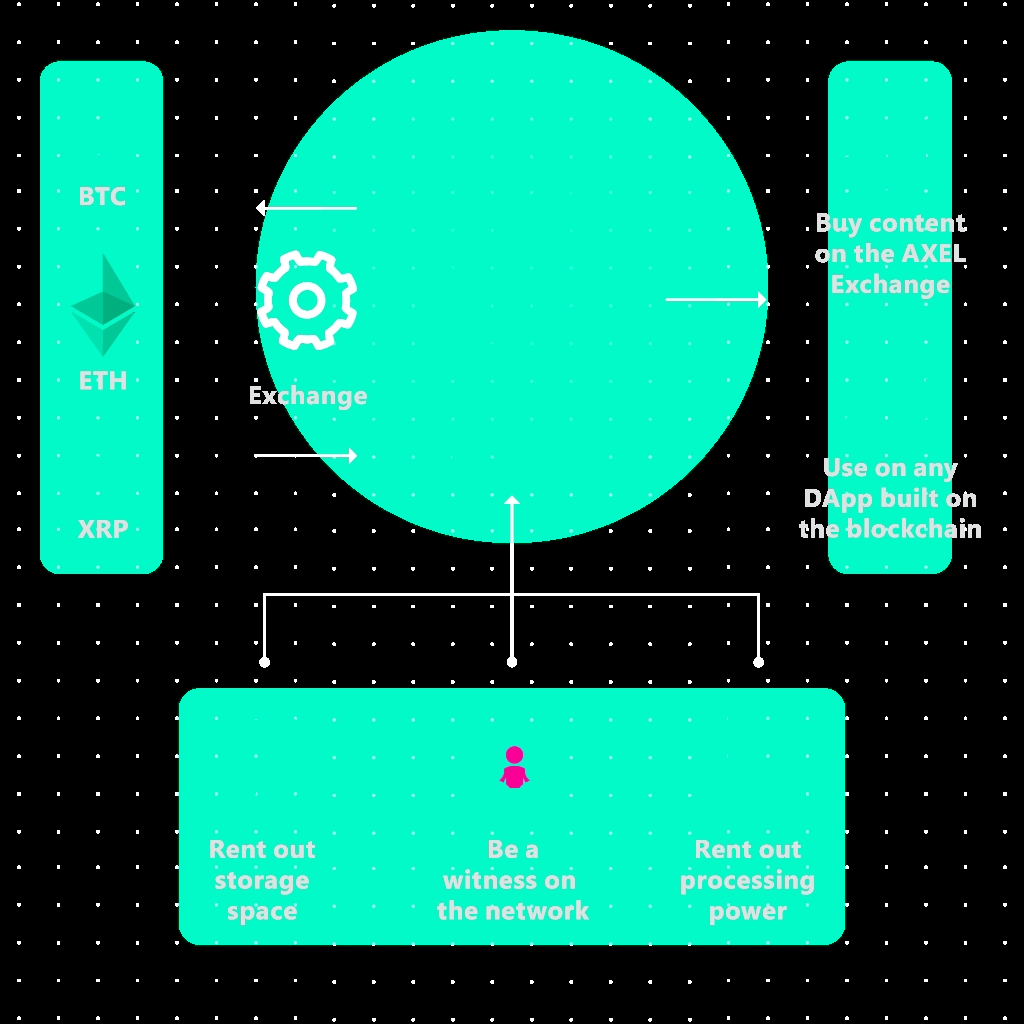 BTC
ETH
XRP
Exchange
Buy content
on the AXEL
Exchange
Use on any
DApp built on
the blockchain
Rent out
storage
space
Be a
witness on
the network
Rent out
processing
power